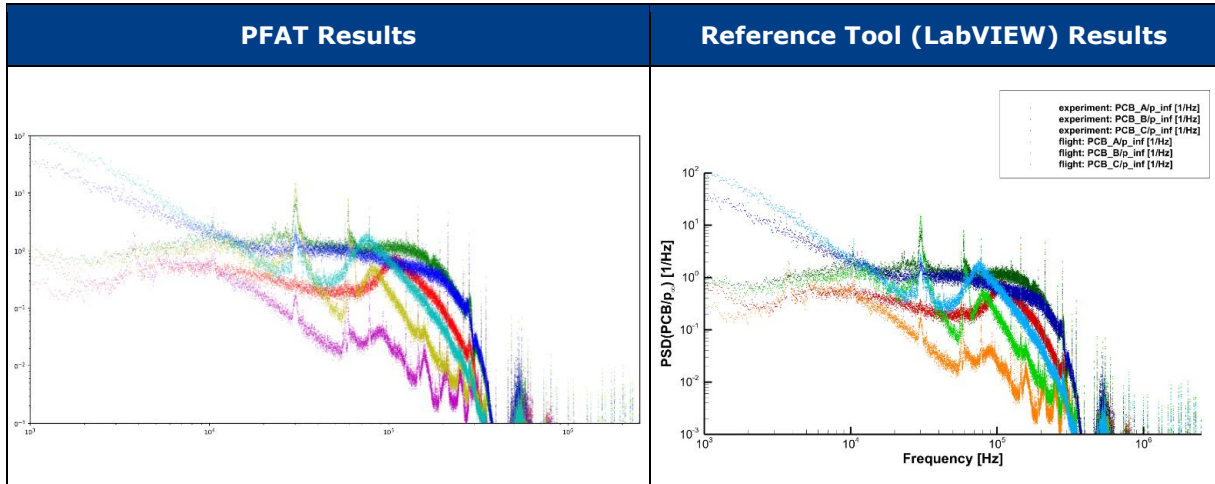 PFAT Results
Reference Tool (LabVIEW) Results
10²
10¹
10⁰
10⁻¹
10⁻²
10⁻³
10³
10⁴
10⁵
10⁶
experiment: PCB_A/p_inf [1/Hz]
experiment: PCB_B/p_inf [1/Hz]
experiment: PCB_C/p_inf [1/Hz]
flight: PCB_A/p_inf [1/Hz]
flight: PCB_B/p_inf [1/Hz]
flight: PCB_C/p_inf [1/Hz]
PSD(PCB/p∞) [1/Hz]
10²
10¹
10⁰
10⁻¹
10⁻²
10⁻³
10³
10⁴
10⁵
10⁶
Frequency [Hz]